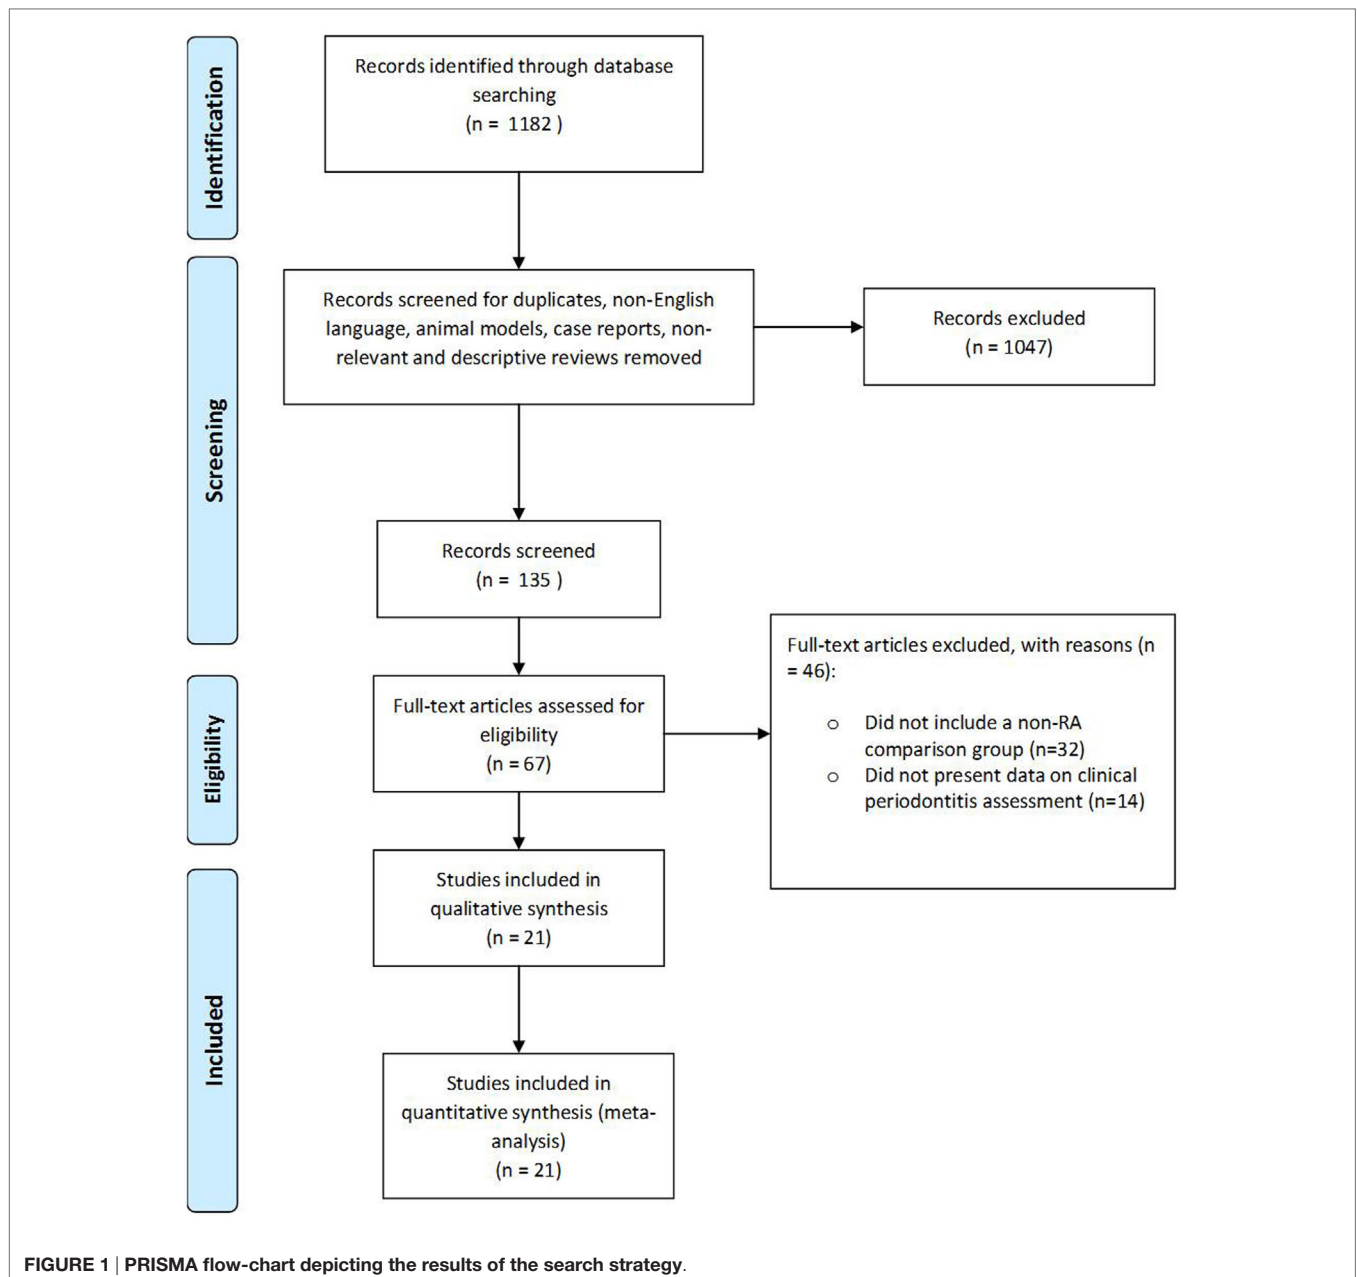 Identification
Records identified through database
searching
(n = 1182 )
Screening
Records screened for duplicates, non-English
language, animal models, case reports, non-
relevant and descriptive reviews removed
Records excluded
(n = 1047)
Records screened
(n = 135 )
Eligibility
Full-text articles assessed for
eligibility
(n = 67)
Full-text articles excluded, with reasons (n
= 46):
o Did not include a non-RA
comparison group (n=32)
o Did not present data on clinical
periodontitis assessment (n=14)
Included
Studies included in
qualitative synthesis
(n = 21)
Studies included in
quantitative synthesis (meta-
analysis)
(n = 21)
FIGURE 1 | PRISMA flow-chart depicting the results of the search strategy.